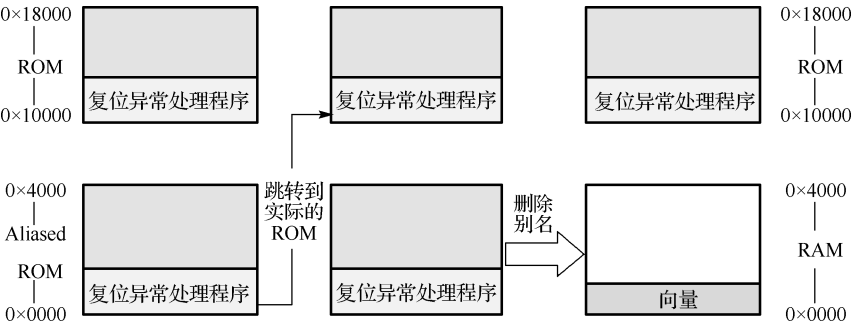 0×18000
0×18000
ROM
ROM
复位异常处理程序
复位异常处理程序
复位异常处理程序
0×10000
0×10000
0×4000
跳转到
实际的
ROM
删除
别名
0×4000
Aliased
RAM
ROM
复位异常处理程序
复位异常处理程序
向量
0×0000
0×0000